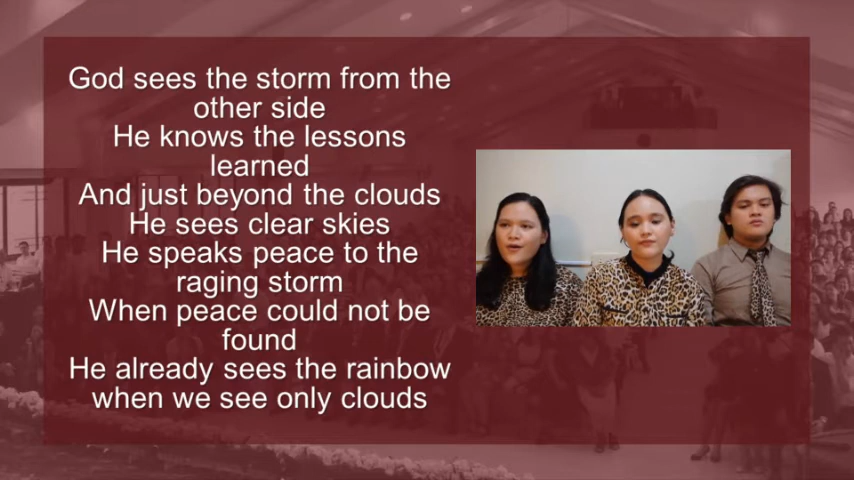 God sees the storm from the
other side
He knows the lessons
learned
And just beyond the clouds
He sees clear skies
He speaks peace to the
raging storm
When peace could not be
found
He already sees the rainbow
when we see only clouds